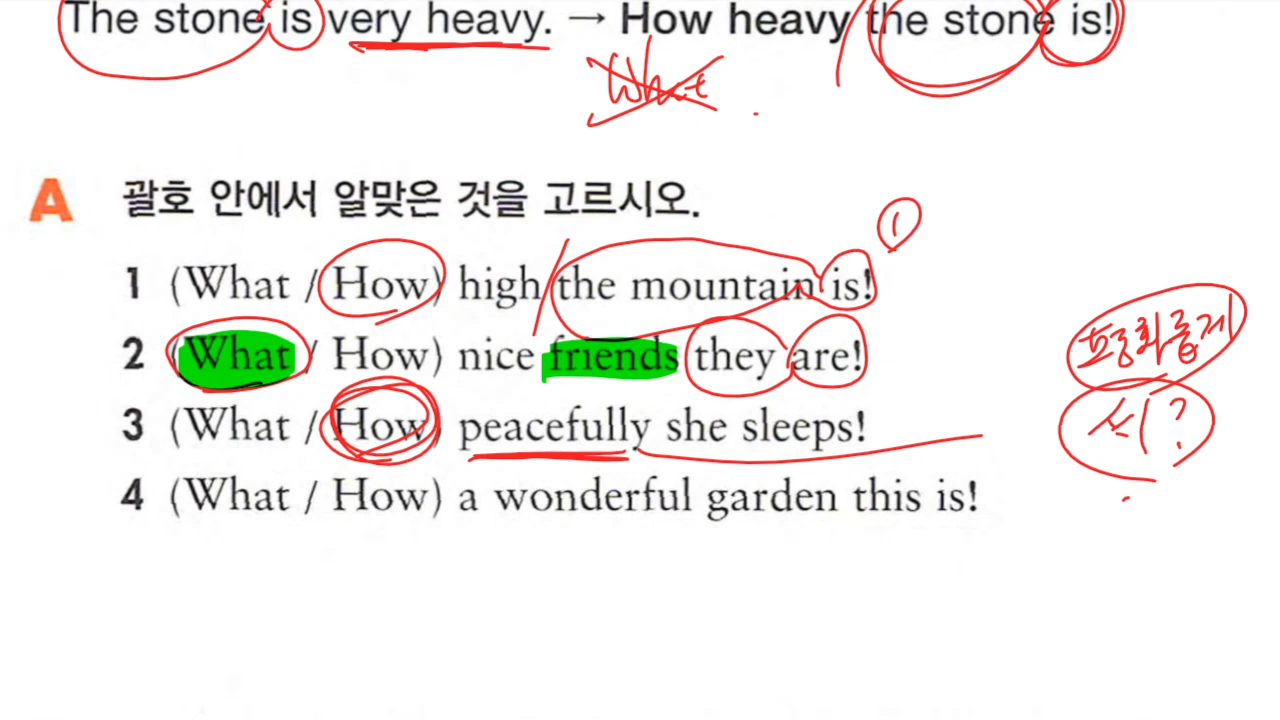 The stone is very heavy. → How heavy the stone is!
What
A 괄호 안에서 알맞은 것을 고르시오.
1
1 (What / How) high the mountain is!
2 (What / How) nice friends they are!
평화롭게
3 (What / How) peacefully she sleeps!
4 (What / How) a wonderful garden this is!